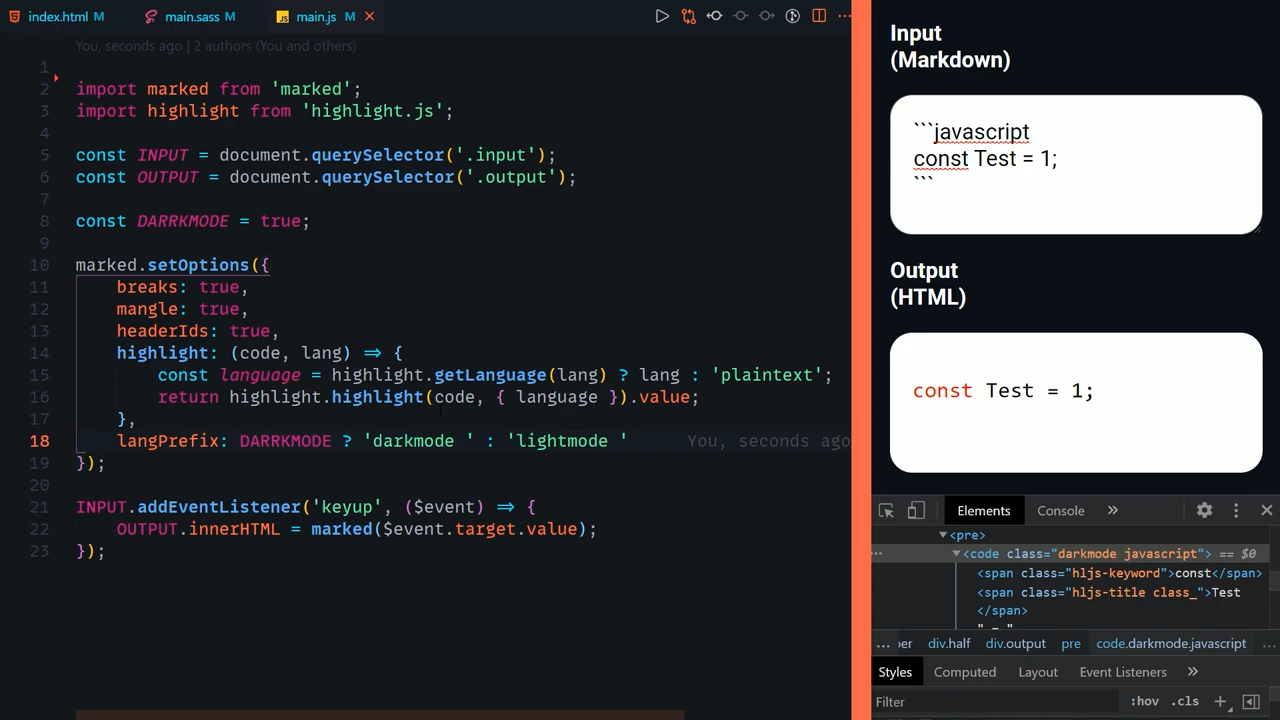 index.html M main.sass M JS main.js M
You, seconds ago | 2 authors (You and others)
1
2 import marked from 'marked';
3 import highlight from 'highlight.js';
4
5 const INPUT = document.querySelector('.input');
6 const OUTPUT = document.querySelector('.output');
7
8 const DARRKMODE = true;
9
10 marked.setOptions({
11 breaks: true,
12 mangle: true,
13 headerIds: true,
14 highlight: (code, lang) => {
15 const language = highlight.getLanguage(lang) ? lang : 'plaintext';
16 return highlight.highlight(code, { language }).value;
17 },
18 langPrefix: DARRKMODE ? 'darkmode ' : 'lightmode ' You, seconds ago
19 });
20
21 INPUT.addEventListener('keyup', ($event) => {
22 OUTPUT.innerHTML = marked($event.target.value);
23 });
Input
(Markdown)
```javascript
const Test = 1;
```
Output
(HTML)
const Test = 1;
Elements Console »
<pre>
<code class="darkmode javascript"> == $0
<span class="hljs-keyword">const</span>
<span class="hljs-title class_">Test
</span>
" = "
... per div.half div.output pre code.darkmode.javascript ...
Styles Computed Layout Event Listeners »
Filter :hov .cls +